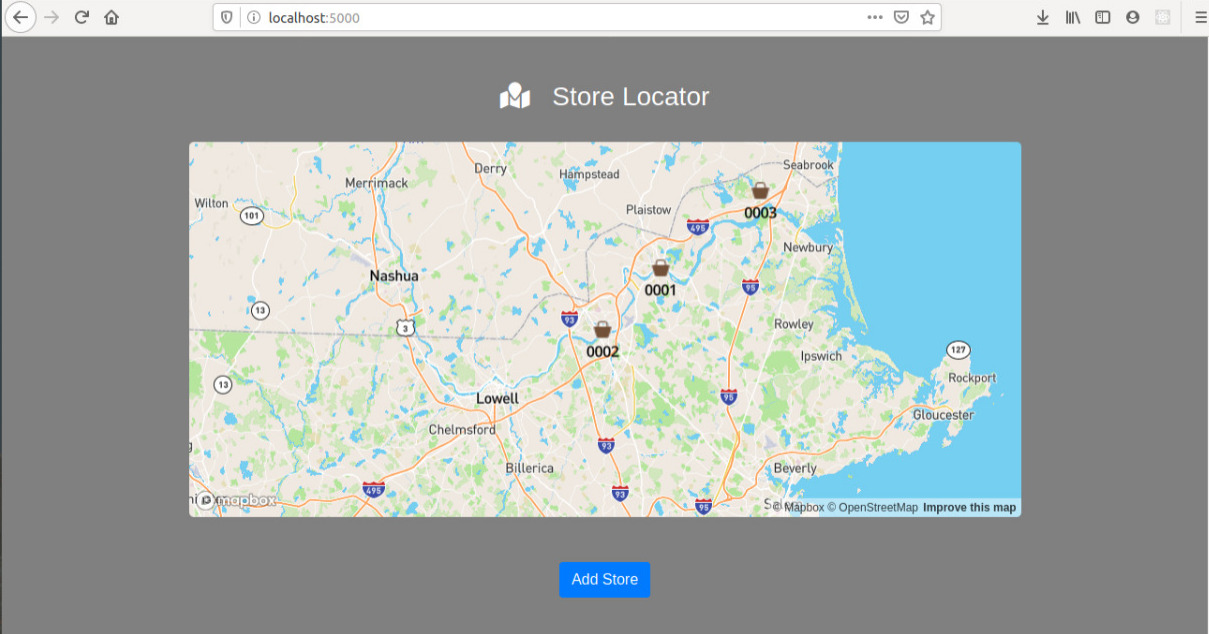 localhost:5000
Store Locator
Derry
Seabrook
Hampstead
Merrimack
Wilton
101
Plaistow
0003
495
Newbury
Nashua
0001
95
13
93
3
Rowley
0002
Ipswich
127
13
Rockport
95
Lowell
Gloucester
Chelmsford
93
Billerica
Beverly
495
93
95
mapbox
© Mapbox © OpenStreetMap Improve this map
Add Store